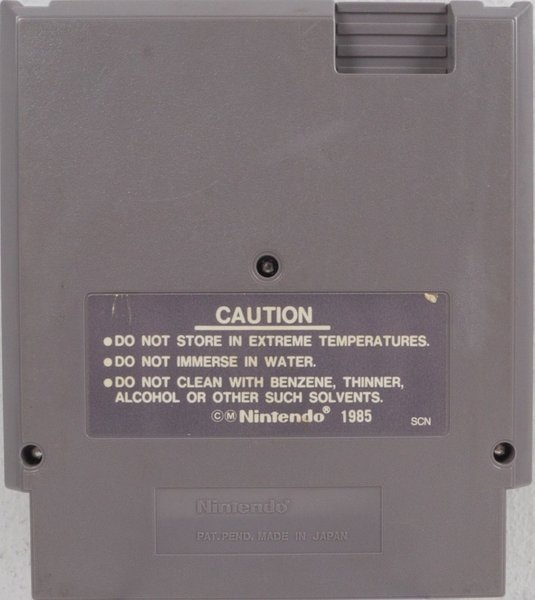 CAUTION
●DO NOT STORE IN EXTREME TEMPERATURES.
●DO NOT IMMERSE IN WATER.
●DO NOT CLEAN WITH BENZENE, THINNER,
ALCOHOL OR OTHER SUCH SOLVENTS.
©Ⓜ Nintendo® 1985 SCN
Nintendo®
PAT. PEND. MADE IN JAPAN